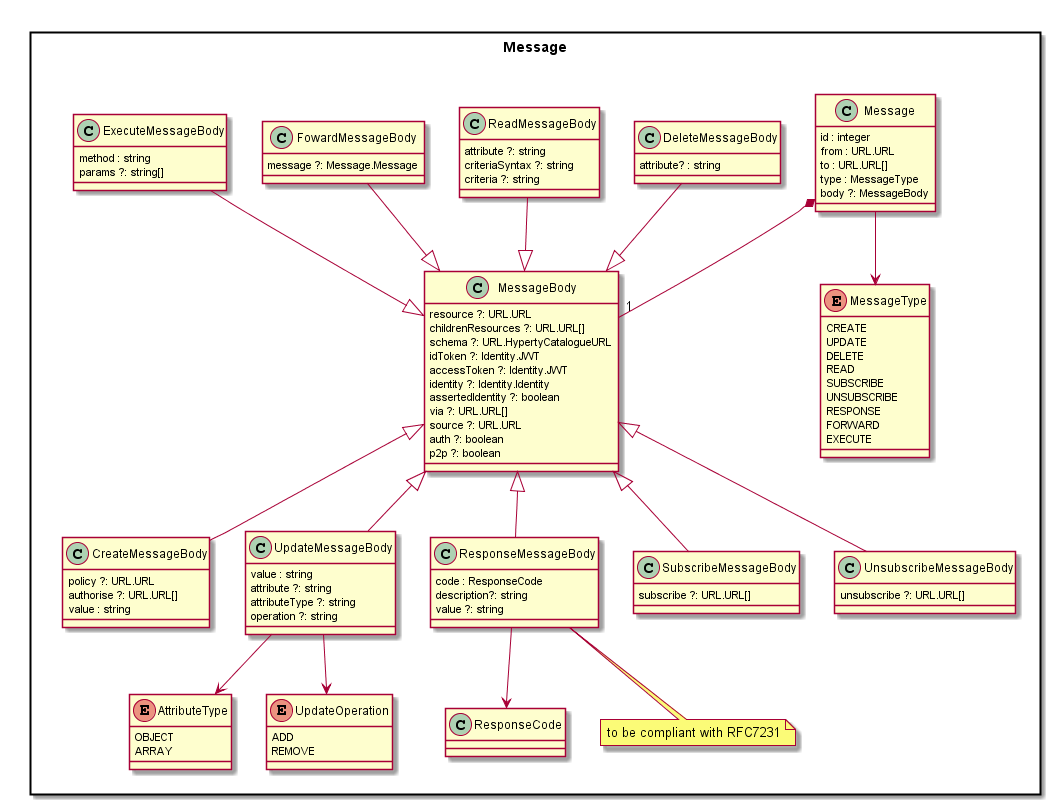 Message
C ExecuteMessageBody
method : string
params ?: string[]
C FowardMessageBody
message ?: Message.Message
C ReadMessageBody
attribute ?: string
criteriaSyntax ?: string
criteria ?: string
C DeleteMessageBody
attribute? : string
C Message
id : integer
from : URL.URL
to : URL.URL[]
type : MessageType
body ?: MessageBody
C MessageBody
resource ?: URL.URL
childrenResources ?: URL.URL[]
schema ?: URL.HypertyCatalogueURL
idToken ?: Identity.JWT
accessToken ?: Identity.JWT
identity ?: Identity.Identity
assertedIdentity ?: boolean
via ?: URL.URL[]
source ?: URL.URL
auth ?: boolean
p2p ?: boolean
1
E MessageType
CREATE
UPDATE
DELETE
READ
SUBSCRIBE
UNSUBSCRIBE
RESPONSE
FORWARD
EXECUTE
C CreateMessageBody
policy ?: URL.URL
authorise ?: URL.URL[]
value : string
C UpdateMessageBody
value : string
attribute ?: string
attributeType ?: string
operation ?: string
C ResponseMessageBody
code : ResponseCode
description?: string
value ?: string
C SubscribeMessageBody
subscribe ?: URL.URL[]
C UnsubscribeMessageBody
unsubscribe ?: URL.URL[]
E AttributeType
OBJECT
ARRAY
E UpdateOperation
ADD
REMOVE
C ResponseCode
to be compliant with RFC7231